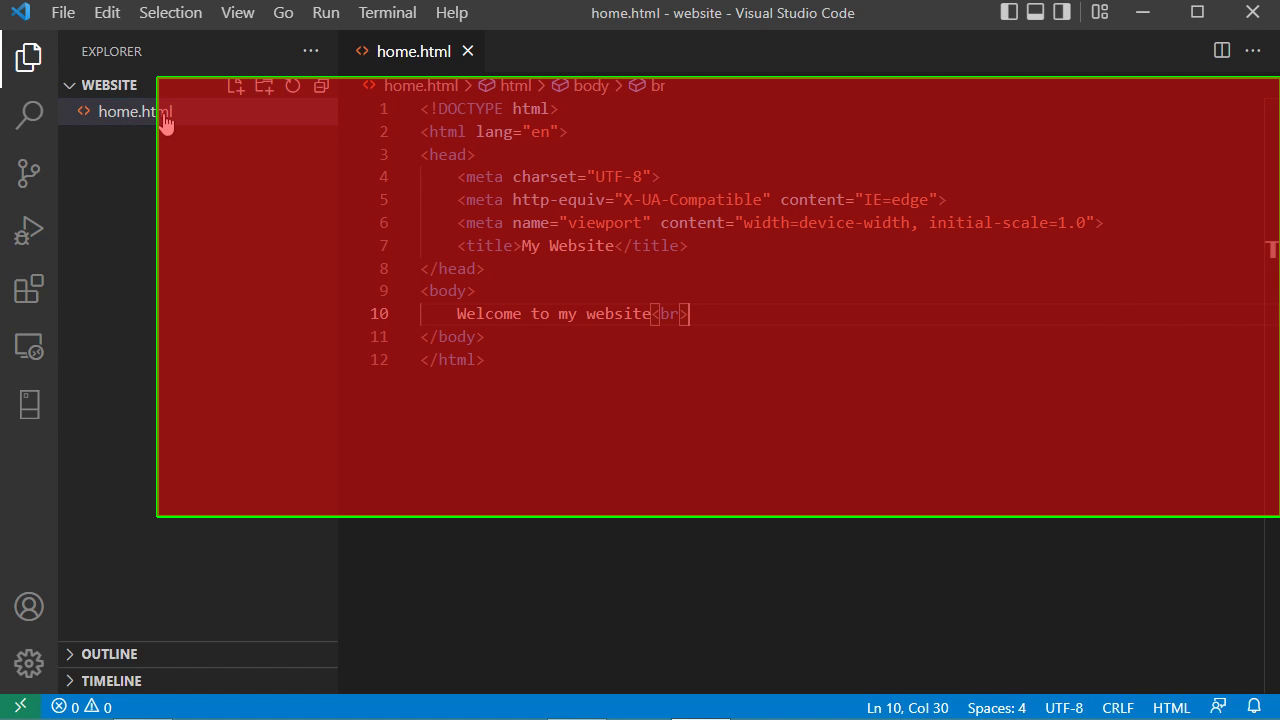 File Edit Selection View Go Run Terminal Help home.html - website - Visual Studio Code
EXPLORER
home.html
WEBSITE
home.html
home.html > html > body > br
1 <!DOCTYPE html>
2 <html lang="en">
3 <head>
4 <meta charset="UTF-8">
5 <meta http-equiv="X-UA-Compatible" content="IE=edge">
6 <meta name="viewport" content="width=device-width, initial-scale=1.0">
7 <title>My Website</title>
8 </head>
9 <body>
10 Welcome to my website<br>
11 </body>
12 </html>
OUTLINE
TIMELINE
0 0 Ln 10, Col 30 Spaces: 4 UTF-8 CRLF HTML